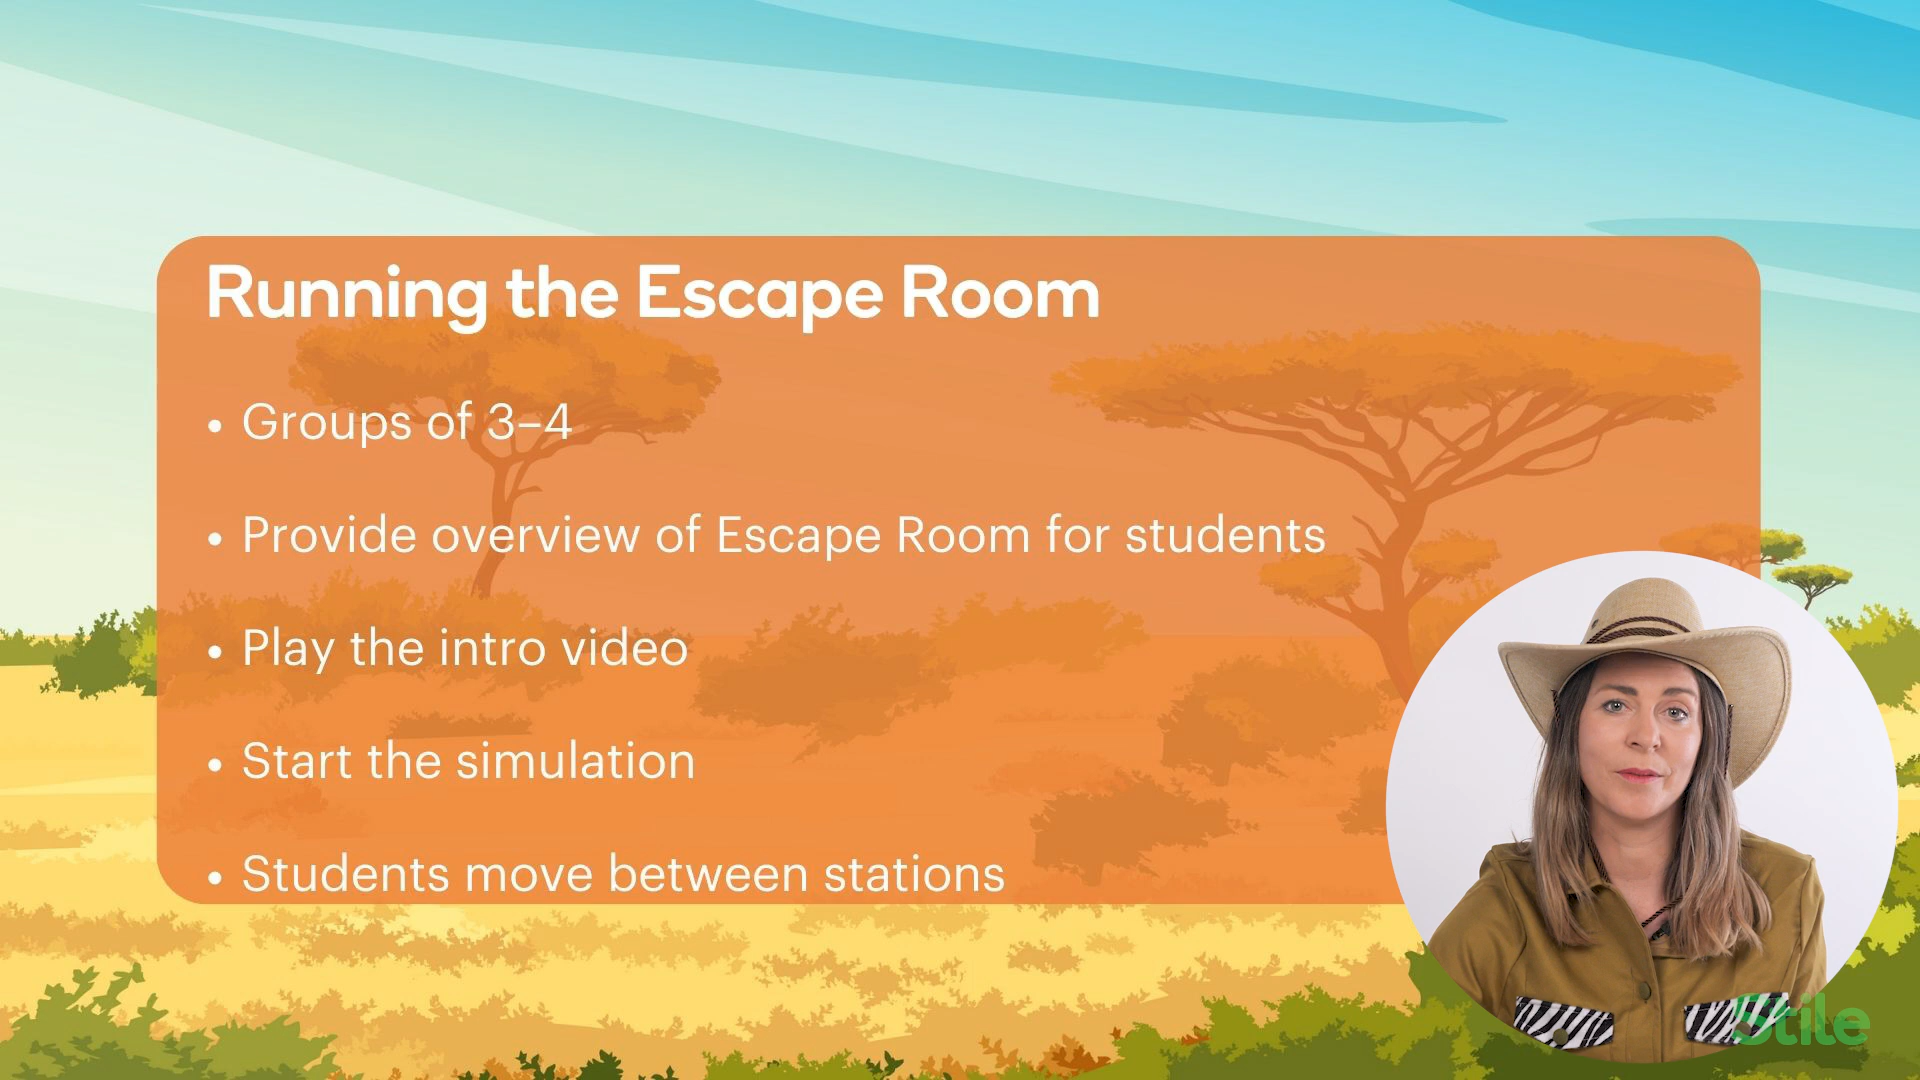 Running the Escape Room
• Groups of 3–4
• Provide overview of Escape Room for students
• Play the intro video
• Start the simulation
• Students move between stations
Stile